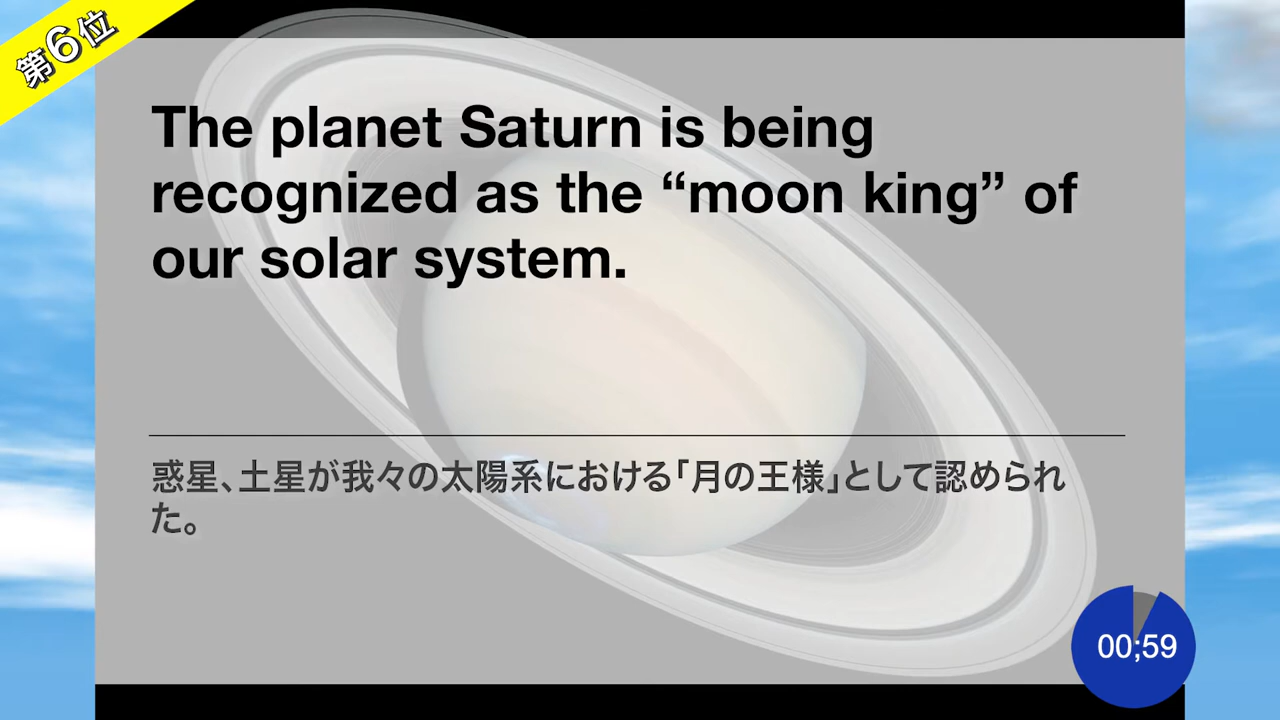 第6位
The planet Saturn is being
recognized as the “moon king” of
our solar system.
惑星、土星が我々の太陽系における「月の王様」として認められ
た。
00;59